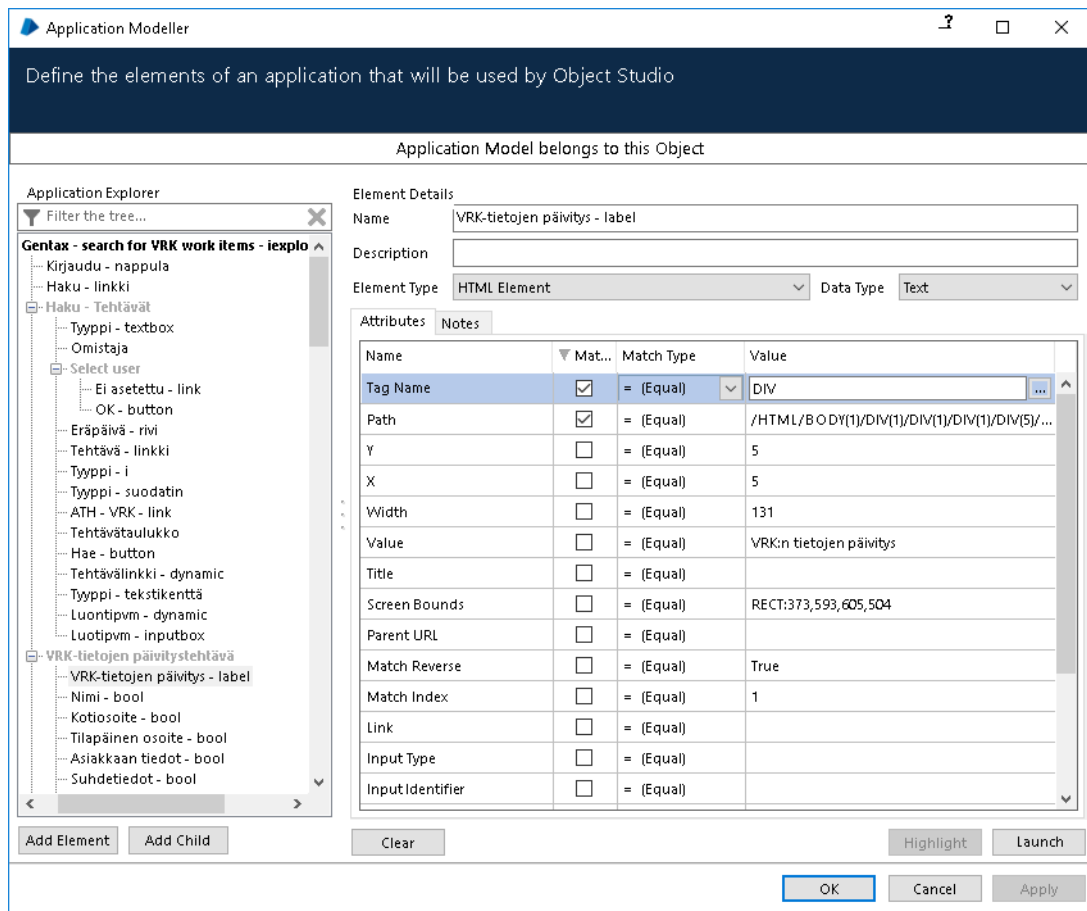 Application Modeller
Define the elements of an application that will be used by Object Studio
Application Model belongs to this Object
Application Explorer
Filter the tree...
Gentax - search for VRK work items - iexplo
Kirjaudu - nappula
Haku - linkki
Haku - Tehtävät
Tyyppi - textbox
Omistaja
Select user
Ei asetettu - link
OK - button
Eräpäivä - rivi
Tehtävä - linkki
Tyyppi - i
Tyyppi - suodatin
ATH - VRK - link
Tehtävätaulukko
Hae - button
Tehtävälinkki - dynamic
Tyyppi - tekstikenttä
Luontipvm - dynamic
Luotipvm - inputbox
VRK-tietojen päivitystehtävä
VRK-tietojen päivitys - label
Nimi - bool
Kotiosoite - bool
Tilapäinen osoite - bool
Asiakkaan tiedot - bool
Suhdetiedot - bool
Add Element Add Child
Element Details
Name VRK-tietojen päivitys - label
Description
Element Type HTML Element Data Type Text
Attributes Notes
Name Mat... Match Type Value
Tag Name = (Equal) DIV ...
Path = (Equal) /HTML/BODY(1)/DIV(1)/DIV(1)/DIV(1)/DIV(5)/...
Y = (Equal) 5
X = (Equal) 5
Width = (Equal) 131
Value = (Equal) VRK:n tietojen päivitys
Title = (Equal)
Screen Bounds = (Equal) RECT:373,593,605,504
Parent URL = (Equal)
Match Reverse = (Equal) True
Match Index = (Equal) 1
Link = (Equal)
Input Type = (Equal)
Input Identifier = (Equal)
Clear Highlight Launch
OK Cancel Apply